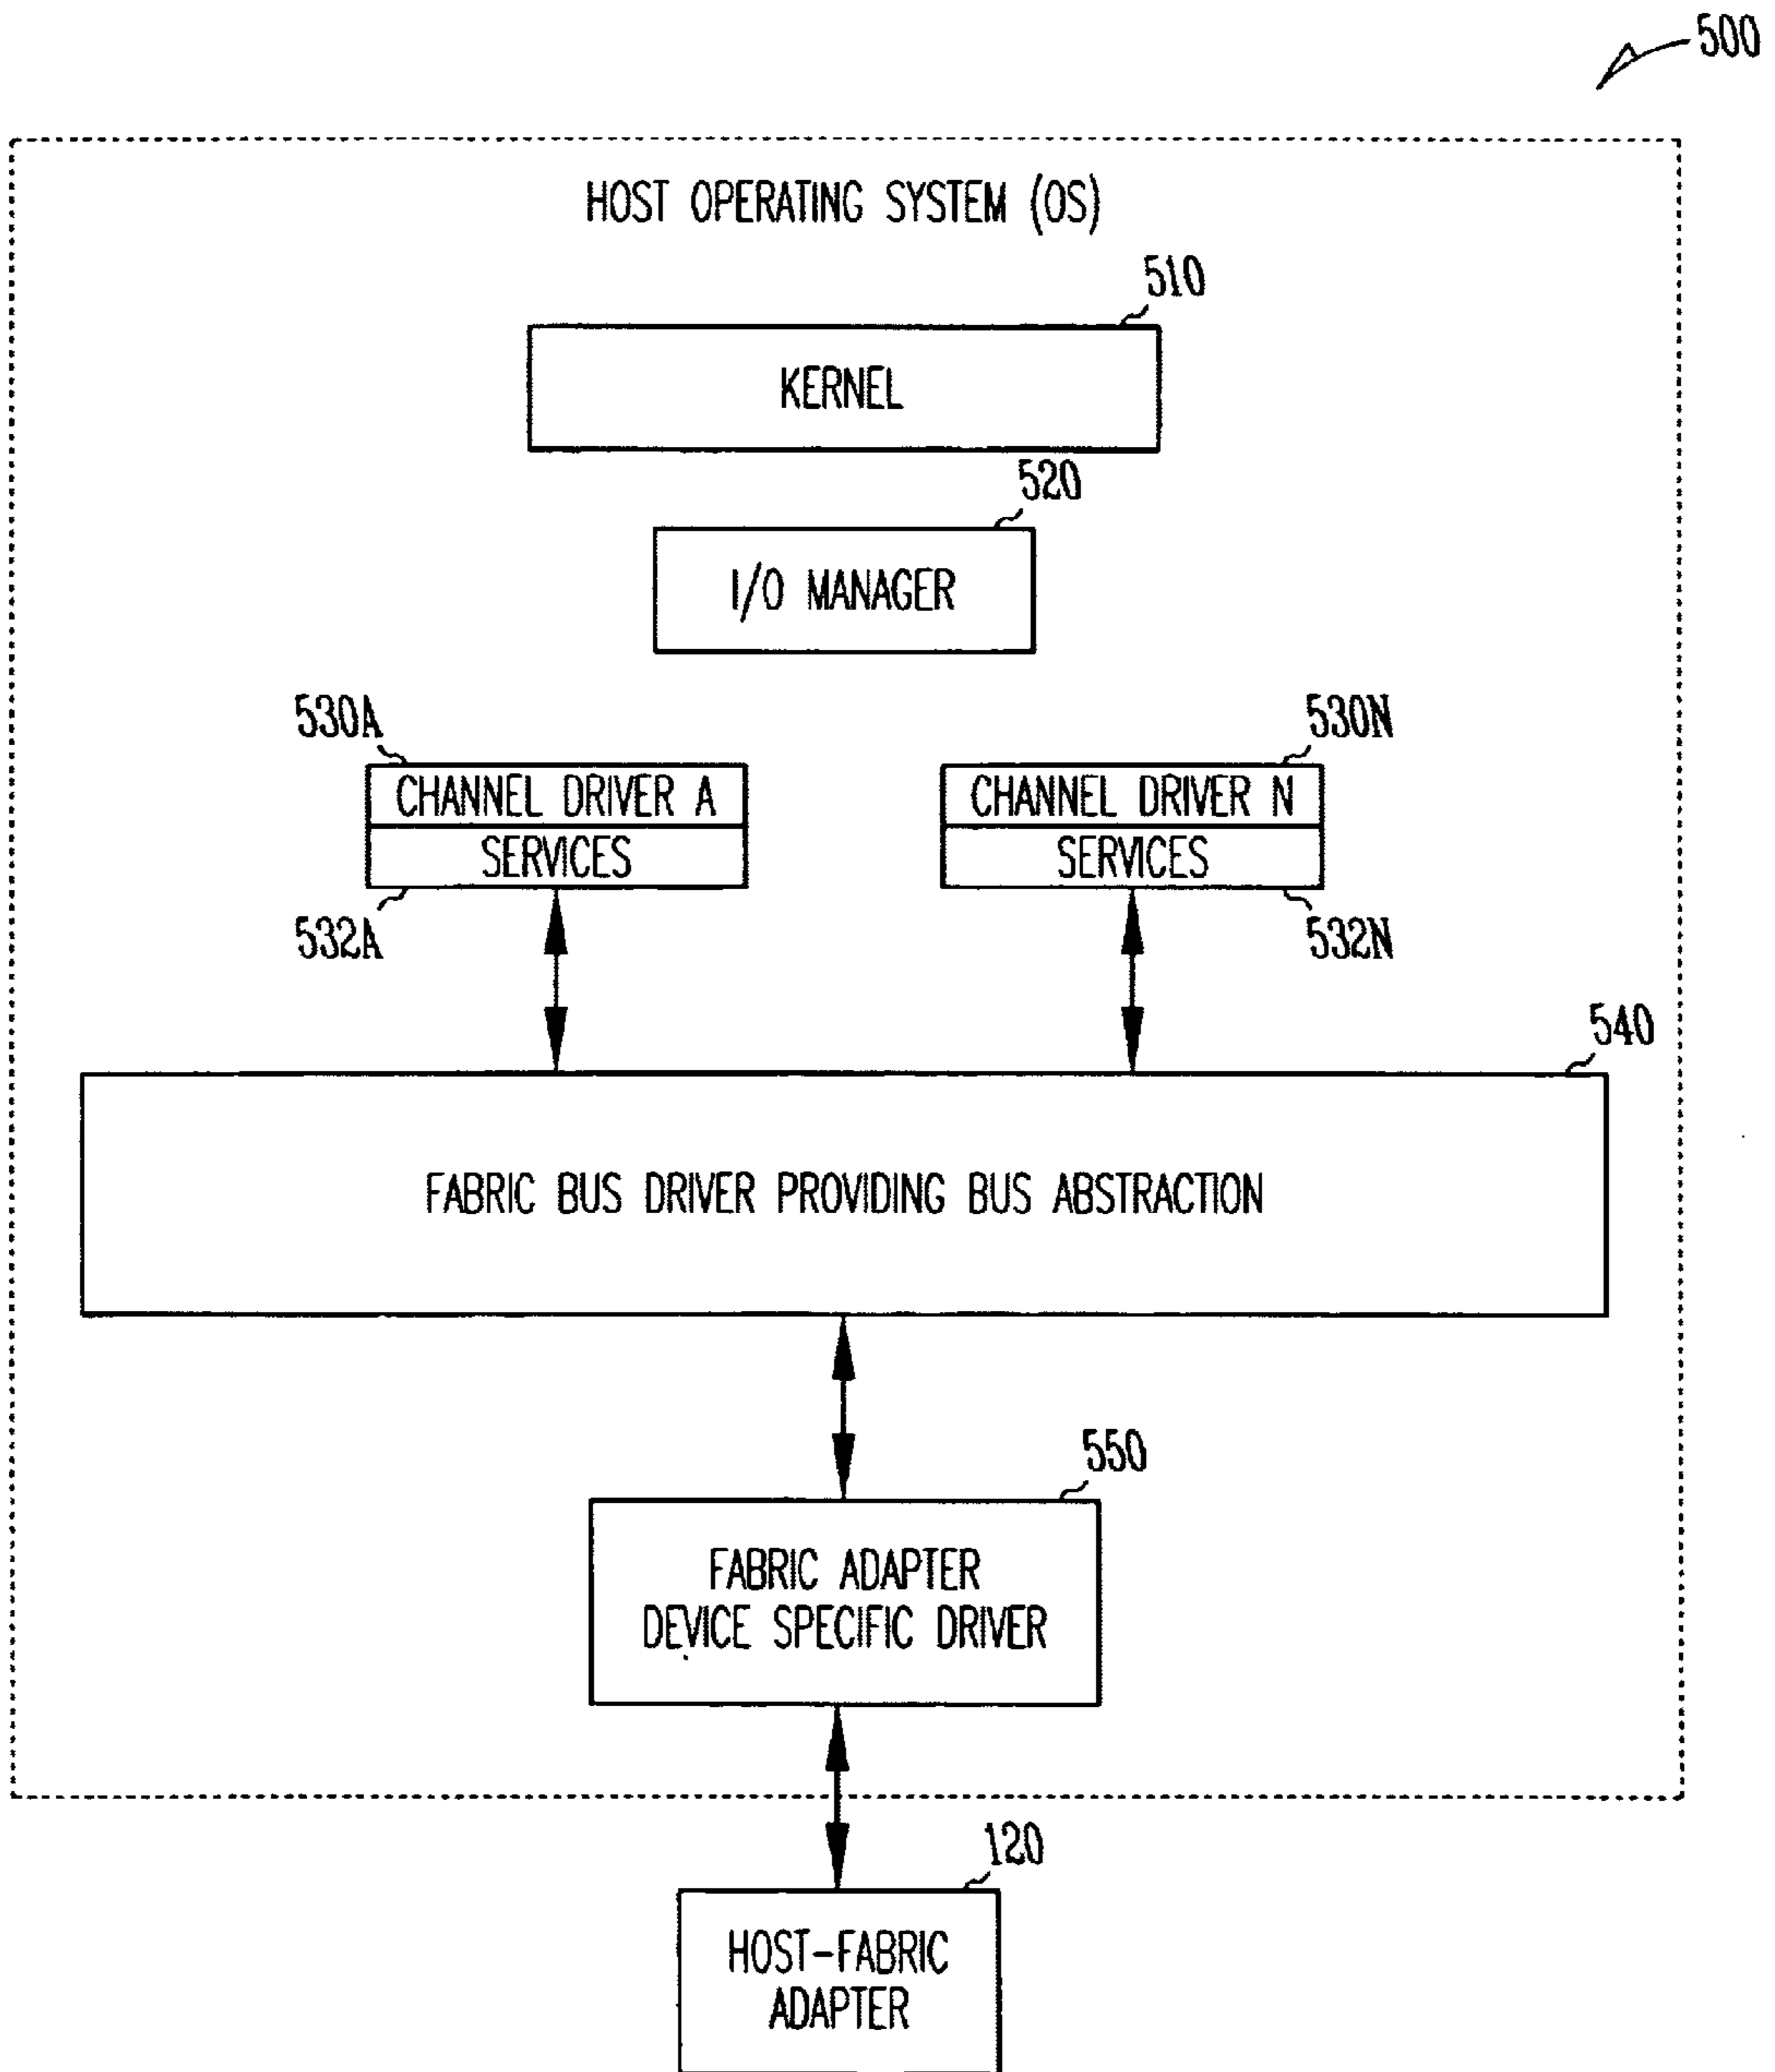 500
HOST OPERATING SYSTEM (OS)
510
KERNEL
520
I/O MANAGER
530A
530N
CHANNEL DRIVER A
CHANNEL DRIVER N
SERVICES
SERVICES
532A
532N
540
FABRIC BUS DRIVER PROVIDING BUS ABSTRACTION
550
FABRIC ADAPTER
DEVICE SPECIFIC DRIVER
120
HOST-FABRIC
ADAPTER